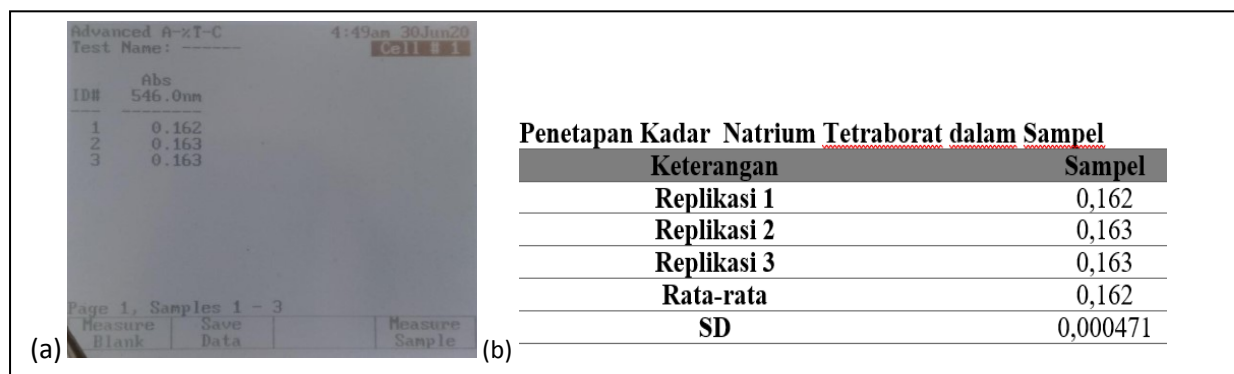 Advanced A-%T-C 4:49am 30Jun20
Test Name: ------ Cell # 1
Abs
ID# 546.0nm
1 0.162
2 0.163
3 0.163
Page 1, Samples 1 - 3
Measure Save Measure
Blank Data Sample
(a)
Penetapan Kadar Natrium Tetraborat dalam Sampel
Keterangan Sampel
Replikasi 1 0,162
Replikasi 2 0,163
Replikasi 3 0,163
Rata-rata 0,162
SD 0,000471
(b)